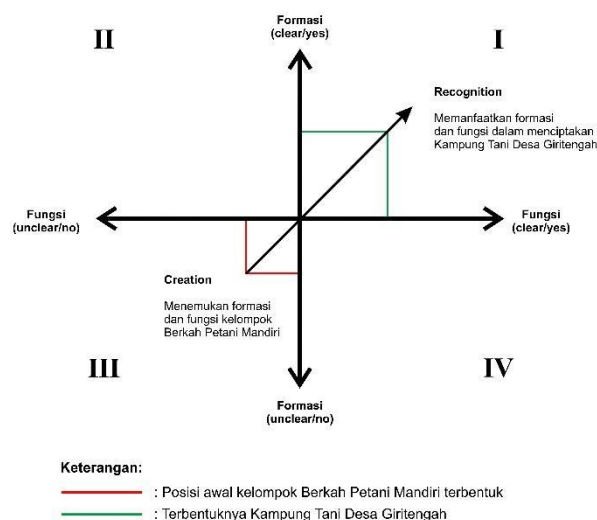 Formasi
(clear/yes)
II
I
Recognition
Memanfaatkan formasi
dan fungsi dalam menciptakan
Kampung Tani Desa Giritengah
Fungsi
(unclear/no)
Fungsi
(clear/yes)
Creation
Menemukan formasi
dan fungsi kelompok
Berkah Petani Mandiri
III
IV
Formasi
(unclear/no)
Keterangan:
: Posisi awal kelompok Berkah Petani Mandiri terbentuk
: Terbentuknya Kampung Tani Desa Giritengah